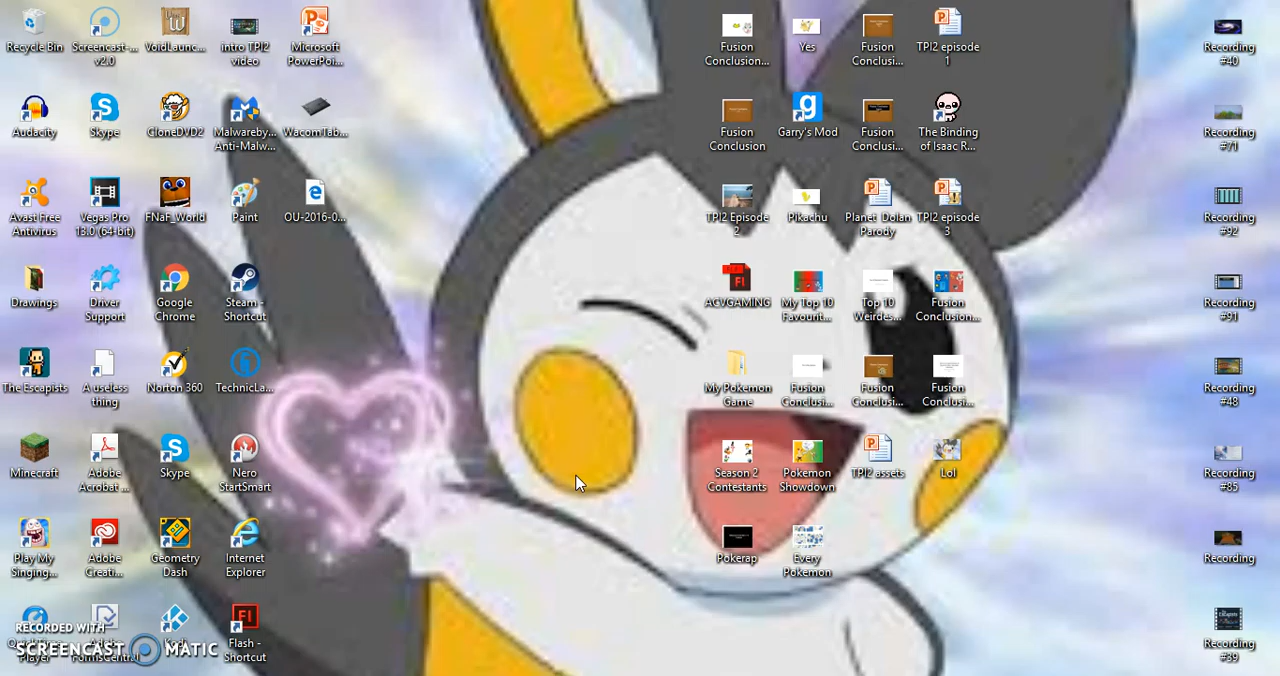 Recycle Bin
Screencast-...
v2.0
VoidLaunc...
intro TPI2
video
Microsoft
PowerPoi...
Audacity
Skype
CloneDVD2
Malwareby...
Anti-Malw...
WacomTab...
Avast Free
Antivirus
Vegas Pro
13.0 (64-bit)
FNaF_World
Paint
OU-2016-0...
Drawings
Driver
Support
Google
Chrome
Steam -
Shortcut
The Escapists
A useless
thing
Norton 360
TechnicLa...
Minecraft
Adobe
Acrobat ...
Skype
Nero
StartSmart
Play My
Singing...
Adobe
Creati...
Geometry
Dash
Internet
Explorer
Player
FormsCentral
Flash -
Shortcut
RECORDED WITH
SCREENCAST MATIC
Fusion
Conclusion...
Yes
Fusion
Conclusi...
TPI2 episode
1
Fusion
Conclusion
Garry's Mod
Fusion
Conclusi...
The Binding
of Isaac R...
TPI2 Episode
2
Pikachu
Planet Dolan
Parody
TPI2 episode
3
ACVGAMING
My Top 10
Favourit...
Top 10
Weirdes...
Fusion
Conclusion...
My Pokemon
Game
Fusion
Conclusi...
Fusion
Conclusi...
Fusion
Conclusi...
Season 2
Contestants
Pokemon
Showdown
TPI2 assets
Lol
Pokerap
Every
Pokemon
Recording
#40
Recording
#71
Recording
#92
Recording
#91
Recording
#48
Recording
#85
Recording
Recording
#39